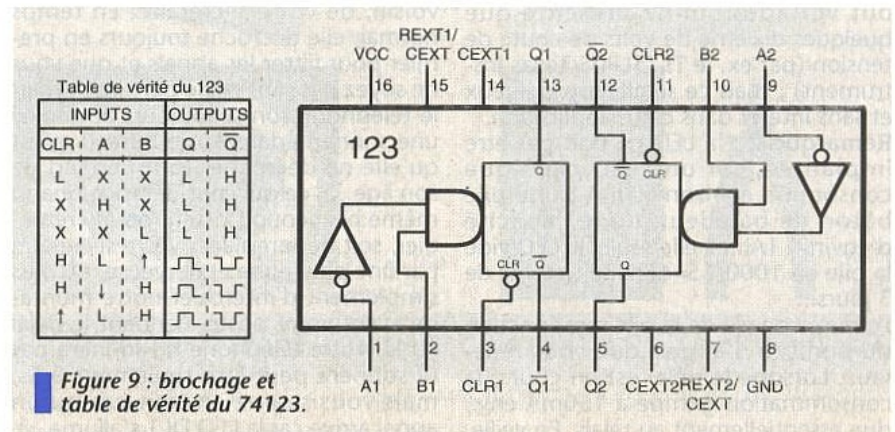 REXT1/
VCC CEXT CEXT1 Q1 Q2 CLR2 B2 A2
16 15 14 13 12 11 10 9
Table de vérité du 123
INPUTS OUTPUTS
CLR A B Q Q
L X X L H
X H X L H
X X L L H
H L ↑
H ↓ H
↑ L H
123
Q Q CLR
CLR Q Q
1 2 3 4 5 6 7 8
A1 B1 CLR1 Q1 Q2 CEXT2 REXT2/ GND
CEXT
Figure 9 : brochage et
table de vérité du 74123.